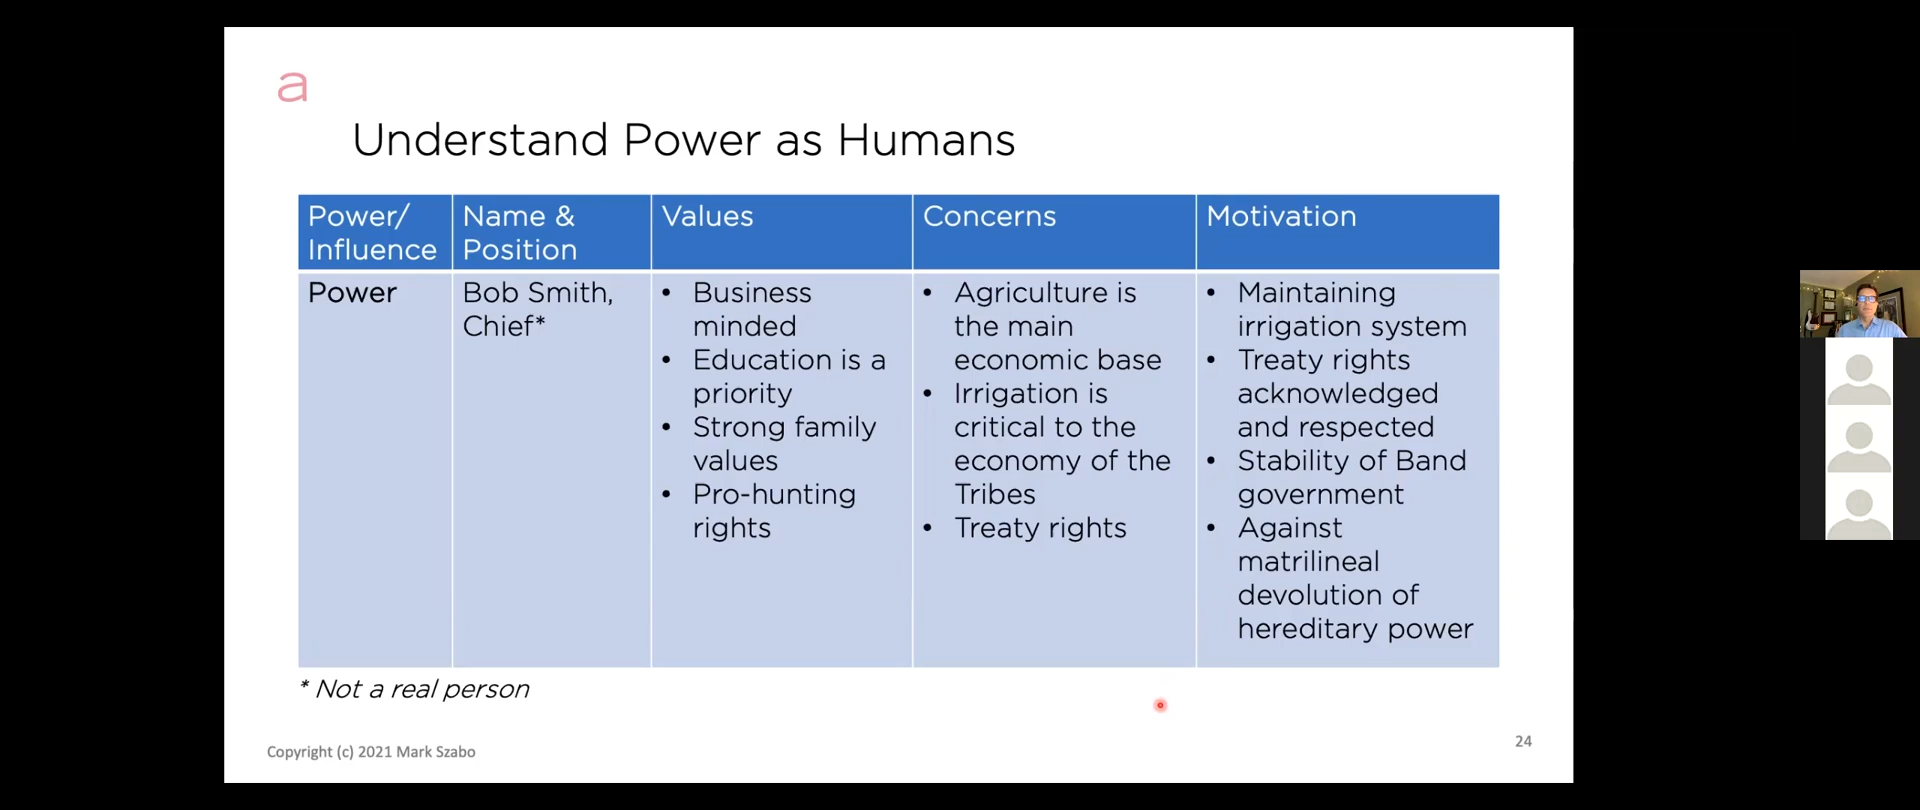 a
Understand Power as Humans
Power/
Influence
Name &
Position
Values
Concerns
Motivation
Power
Bob Smith,
Chief*
• Business
minded
• Education is a
priority
• Strong family
values
• Pro-hunting
rights
• Agriculture is
the main
economic base
• Irrigation is
critical to the
economy of the
Tribes
• Treaty rights
• Maintaining
irrigation system
• Treaty rights
acknowledged
and respected
• Stability of Band
government
• Against
matrilineal
devolution of
hereditary power
* Not a real person
Copyright (c) 2021 Mark Szabo
24